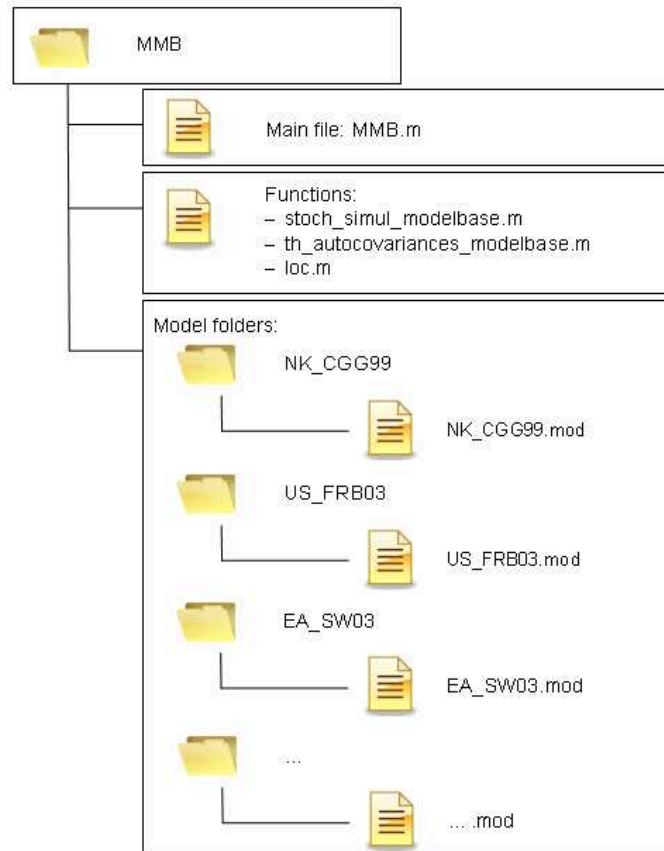 MMB
Main file: MMB.m
Functions:
– stoch_simul_modelbase.m
– th_autocovariances_modelbase.m
– loc.m
Model folders:
NK_CGG99
NK_CGG99.mod
US_FRB03
US_FRB03.mod
EA_SW03
EA_SW03.mod
...
... .mod